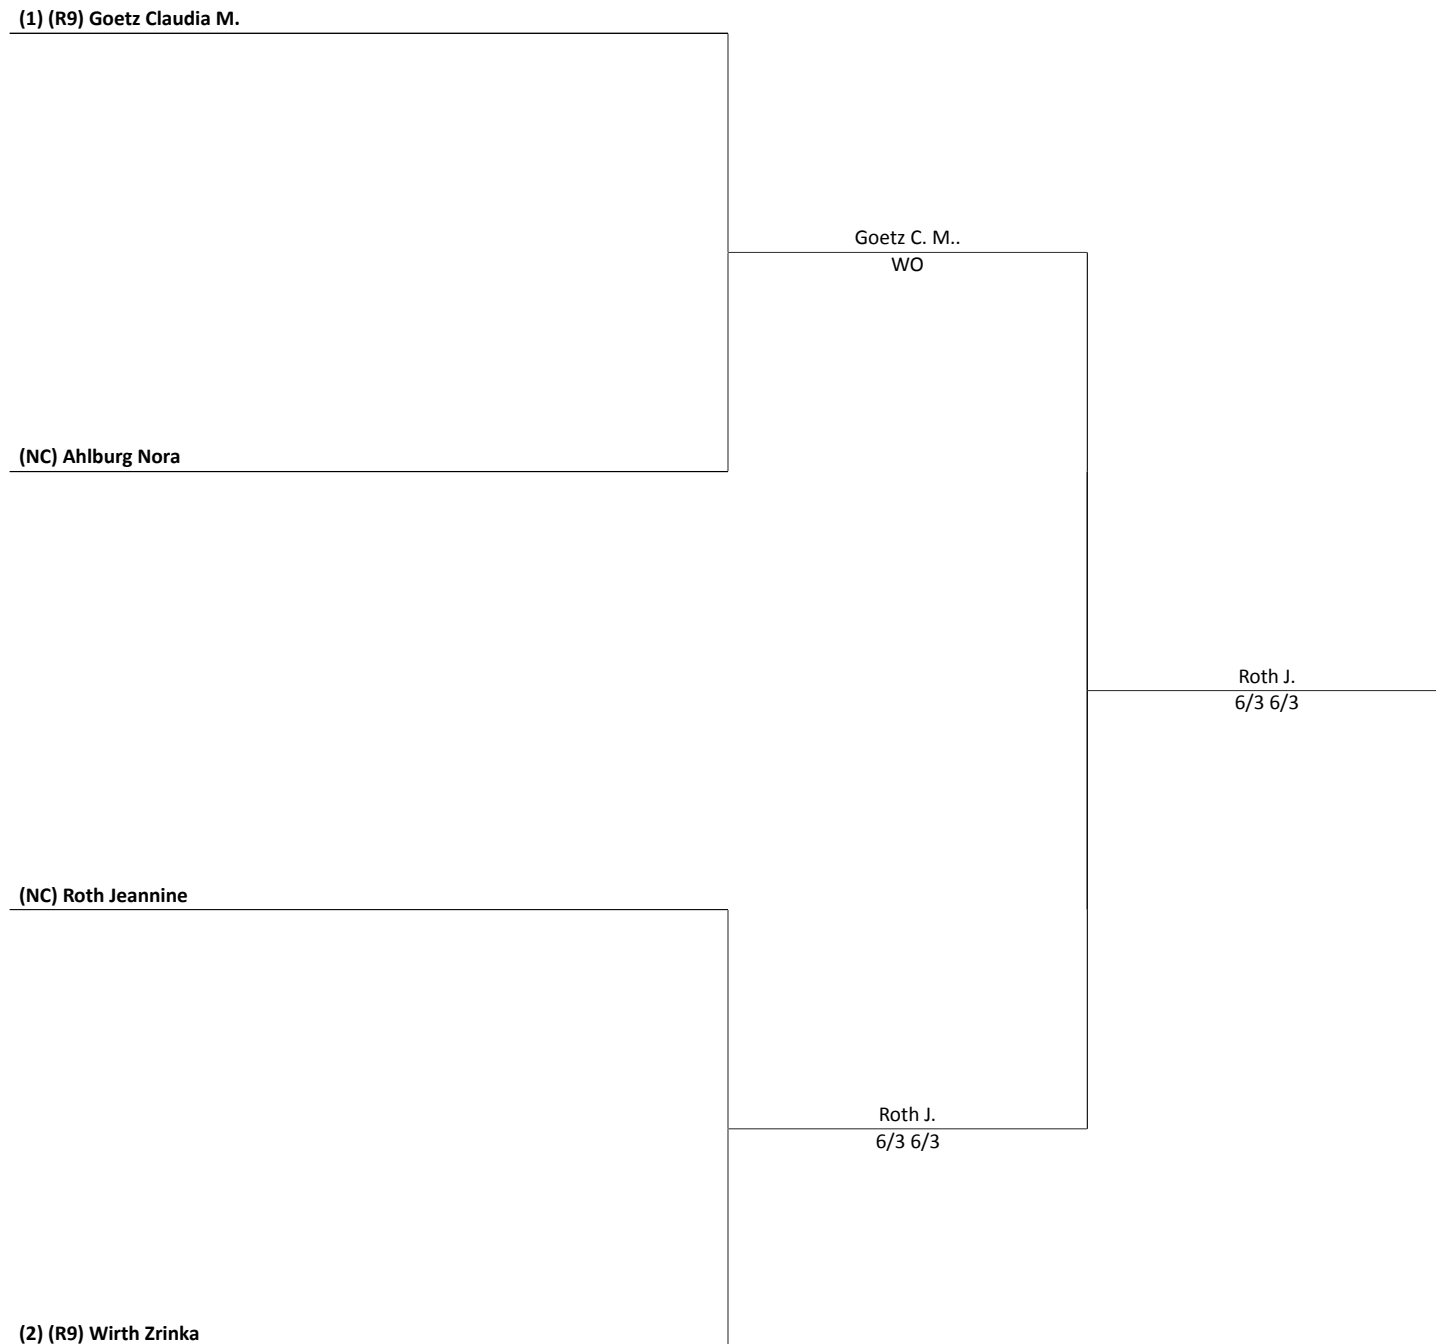 (1) (R9) Goetz Claudia M.
Goetz C. M..
WO
(NC) Ahlburg Nora
Roth J.
6/3 6/3
(NC) Roth Jeannine
Roth J.
6/3 6/3
(2) (R9) Wirth Zrinka